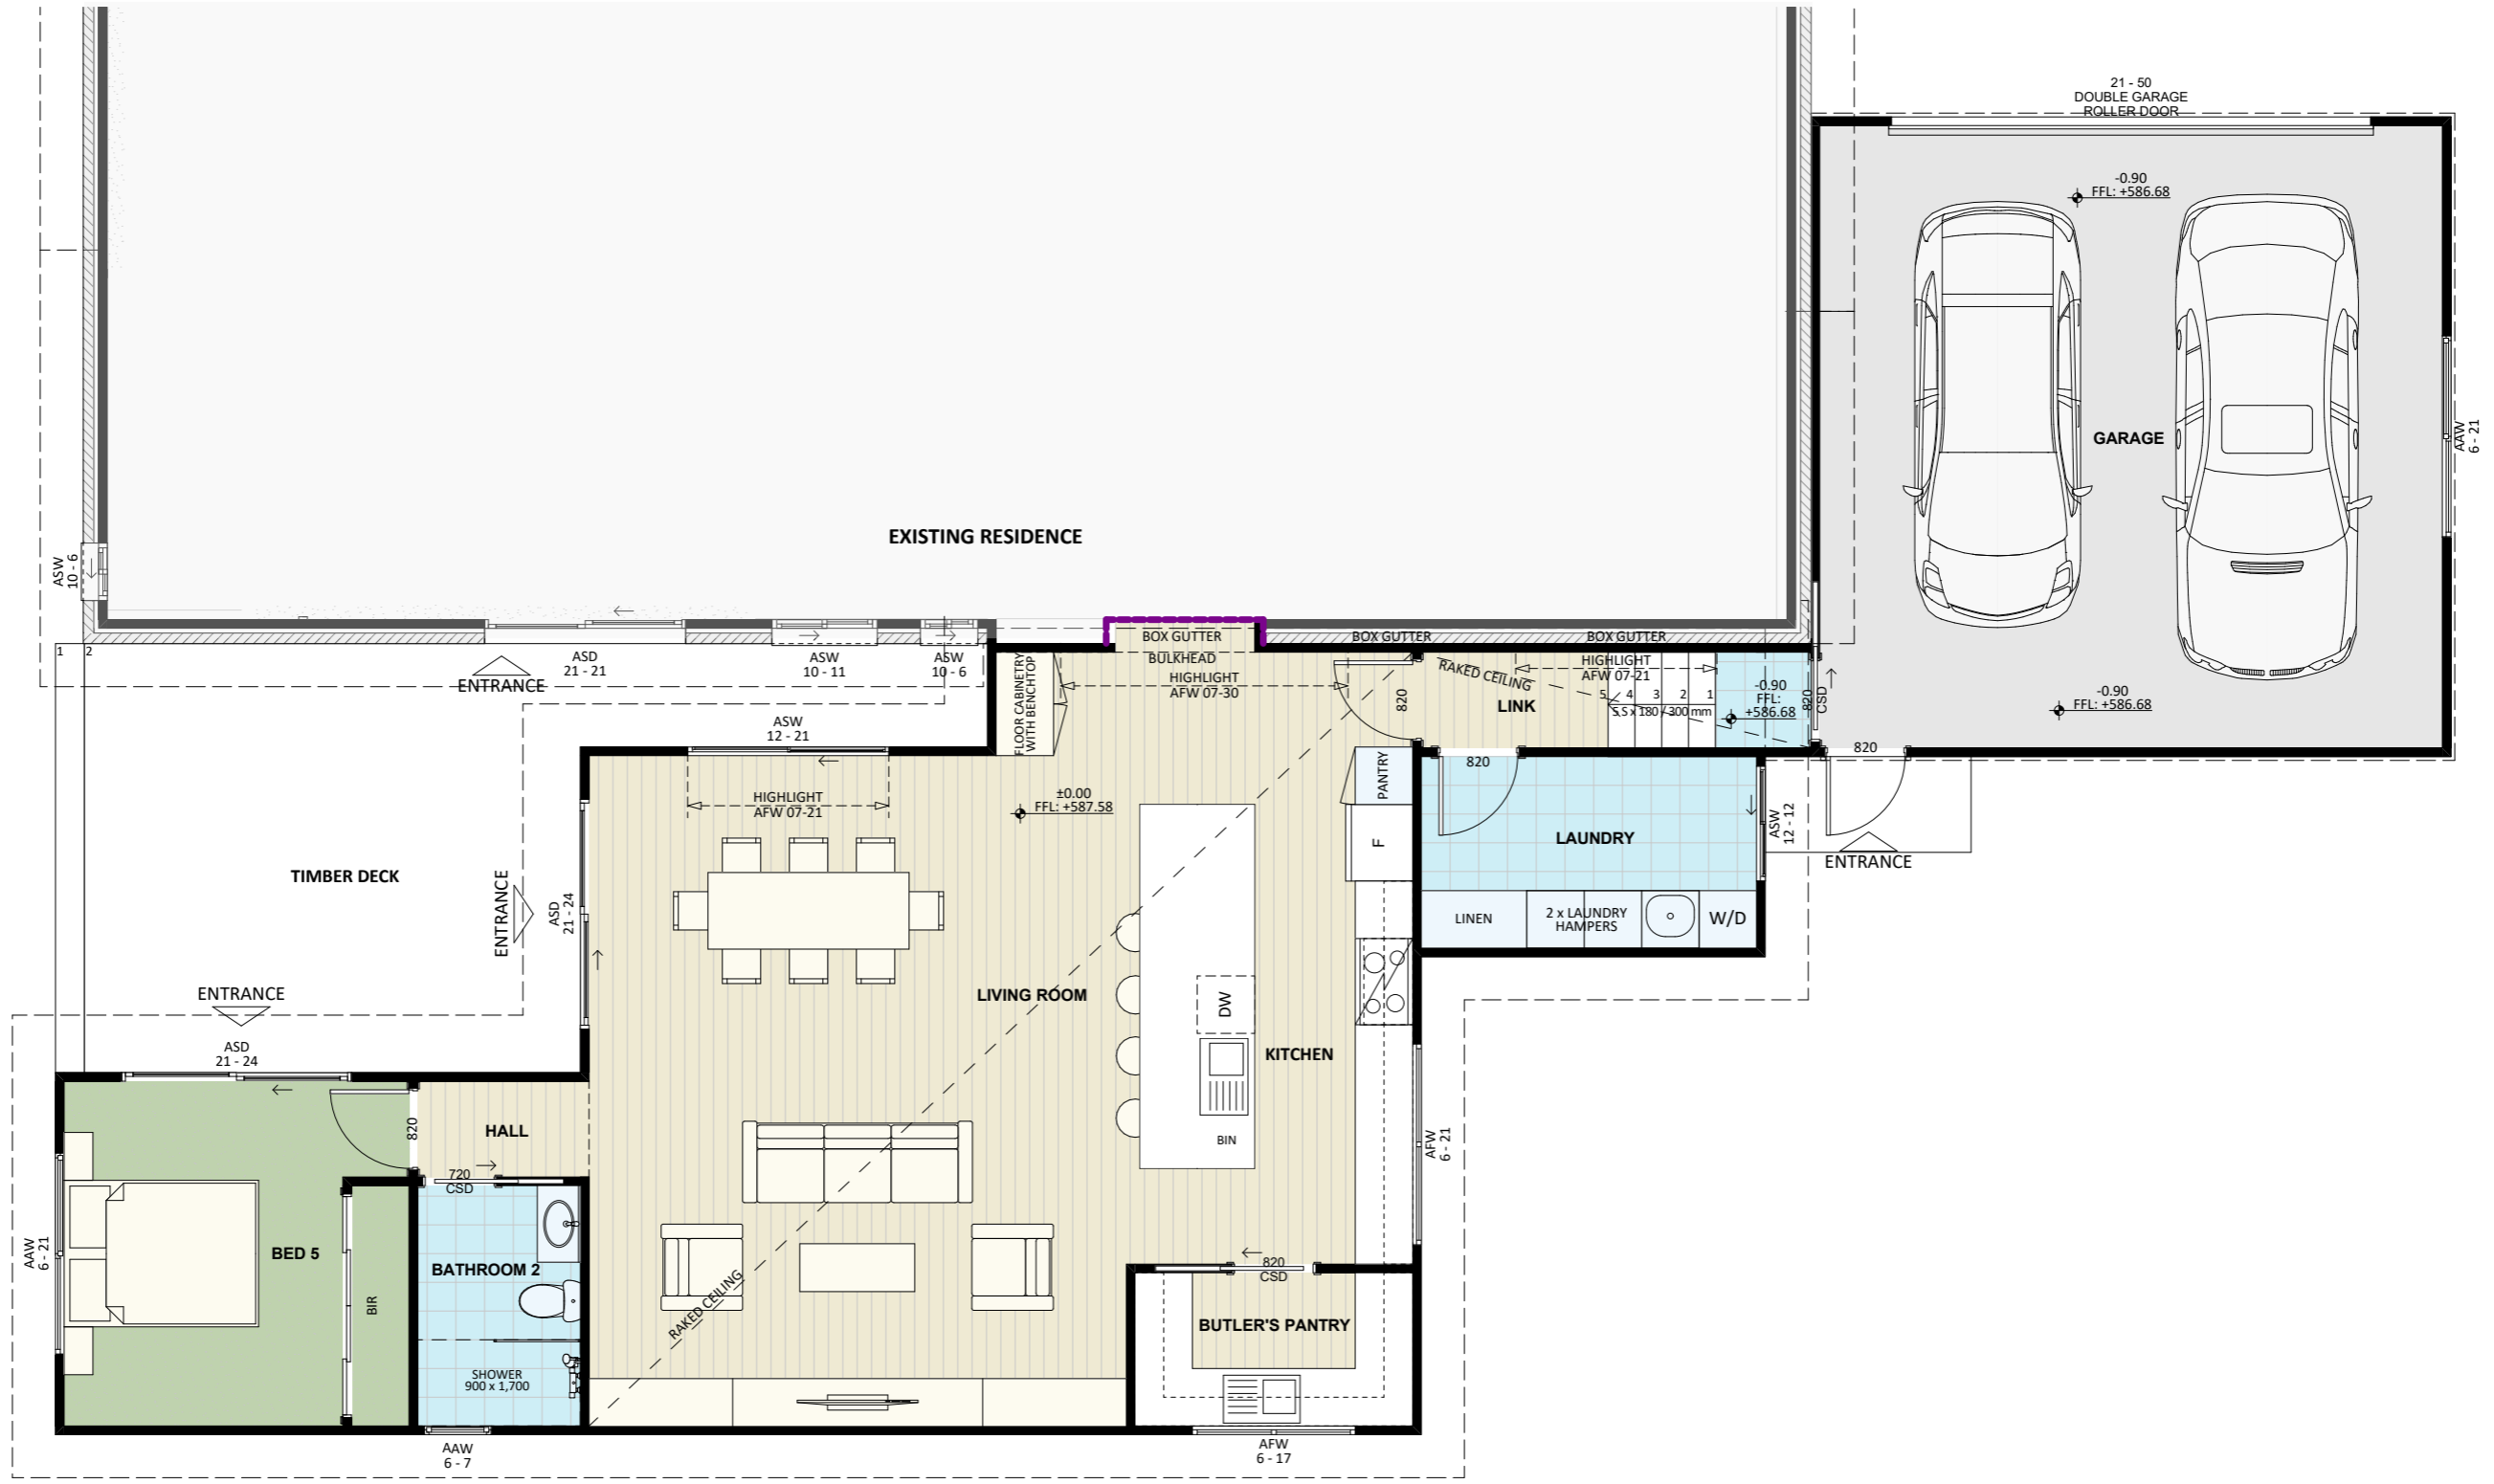 21 - 50
DOUBLE GARAGE
ROLLER DOOR
-0.90
FFL: +586.68
GARAGE
AAW
6 - 21
EXISTING RESIDENCE
ASW
10 - 6
BOX GUTTER
BOX GUTTER
BOX GUTTER
1
2
ENTRANCE
ASD
21 - 21
ASW
10 - 11
ASW
10 - 6
FLOOR CABINETRY
WITH BENCHTOP
BULKHEAD
HIGHLIGHT
AFW 07-30
820
RAKED CEILING
HIGHLIGHT
AFW 07-21
LINK
5
4
3
2
1
5,S x 180 / 300 mm
-0.90
FFL:
+586.68
820
CSD
-0.90
FFL: +586.68
ASW
12 - 21
820
820
PANTRY
HIGHLIGHT
AFW 07-21
±0.00
FFL: +587.58
F
LAUNDRY
ASW
12 - 12
ENTRANCE
TIMBER DECK
ENTRANCE
ASD
21 - 24
LINEN
2 x LAUNDRY
HAMPERS
W/D
ENTRANCE
LIVING ROOM
DW
KITCHEN
ASD
21 - 24
820
HALL
BIN
AFW
6 - 21
720
CSD
AAW
6 - 21
BED 5
BIR
BATHROOM 2
820
CSD
RAKED CEILING
BUTLER'S PANTRY
SHOWER
900 x 1,700
AAW
6 - 7
AFW
6 - 17